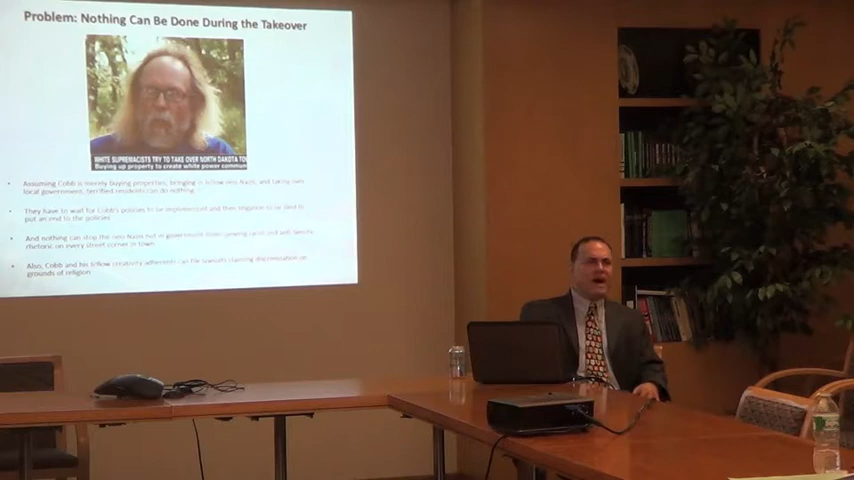 Problem: Nothing Can Be Done During the Takeover
WHITE SUPREMACISTS TRY TO TAKE OVER NORTH DAKOTA TO
Buying up property to create white power commun
Assuming Cobb is merely buying properties, bringing in fellow neo Nazis, and taking over
local government, terrified residents can do nothing.
They have to wait for Cobb's policies to be implemented and then litigation to be filed to
put an end to the policies
And nothing can stop the neo Nazis not in government from spewing racist and anti Semitic
rhetoric on every street corner in town.
Also, Cobb and his fellow creativity adherents can file lawsuits claiming discrimination on
grounds of religion